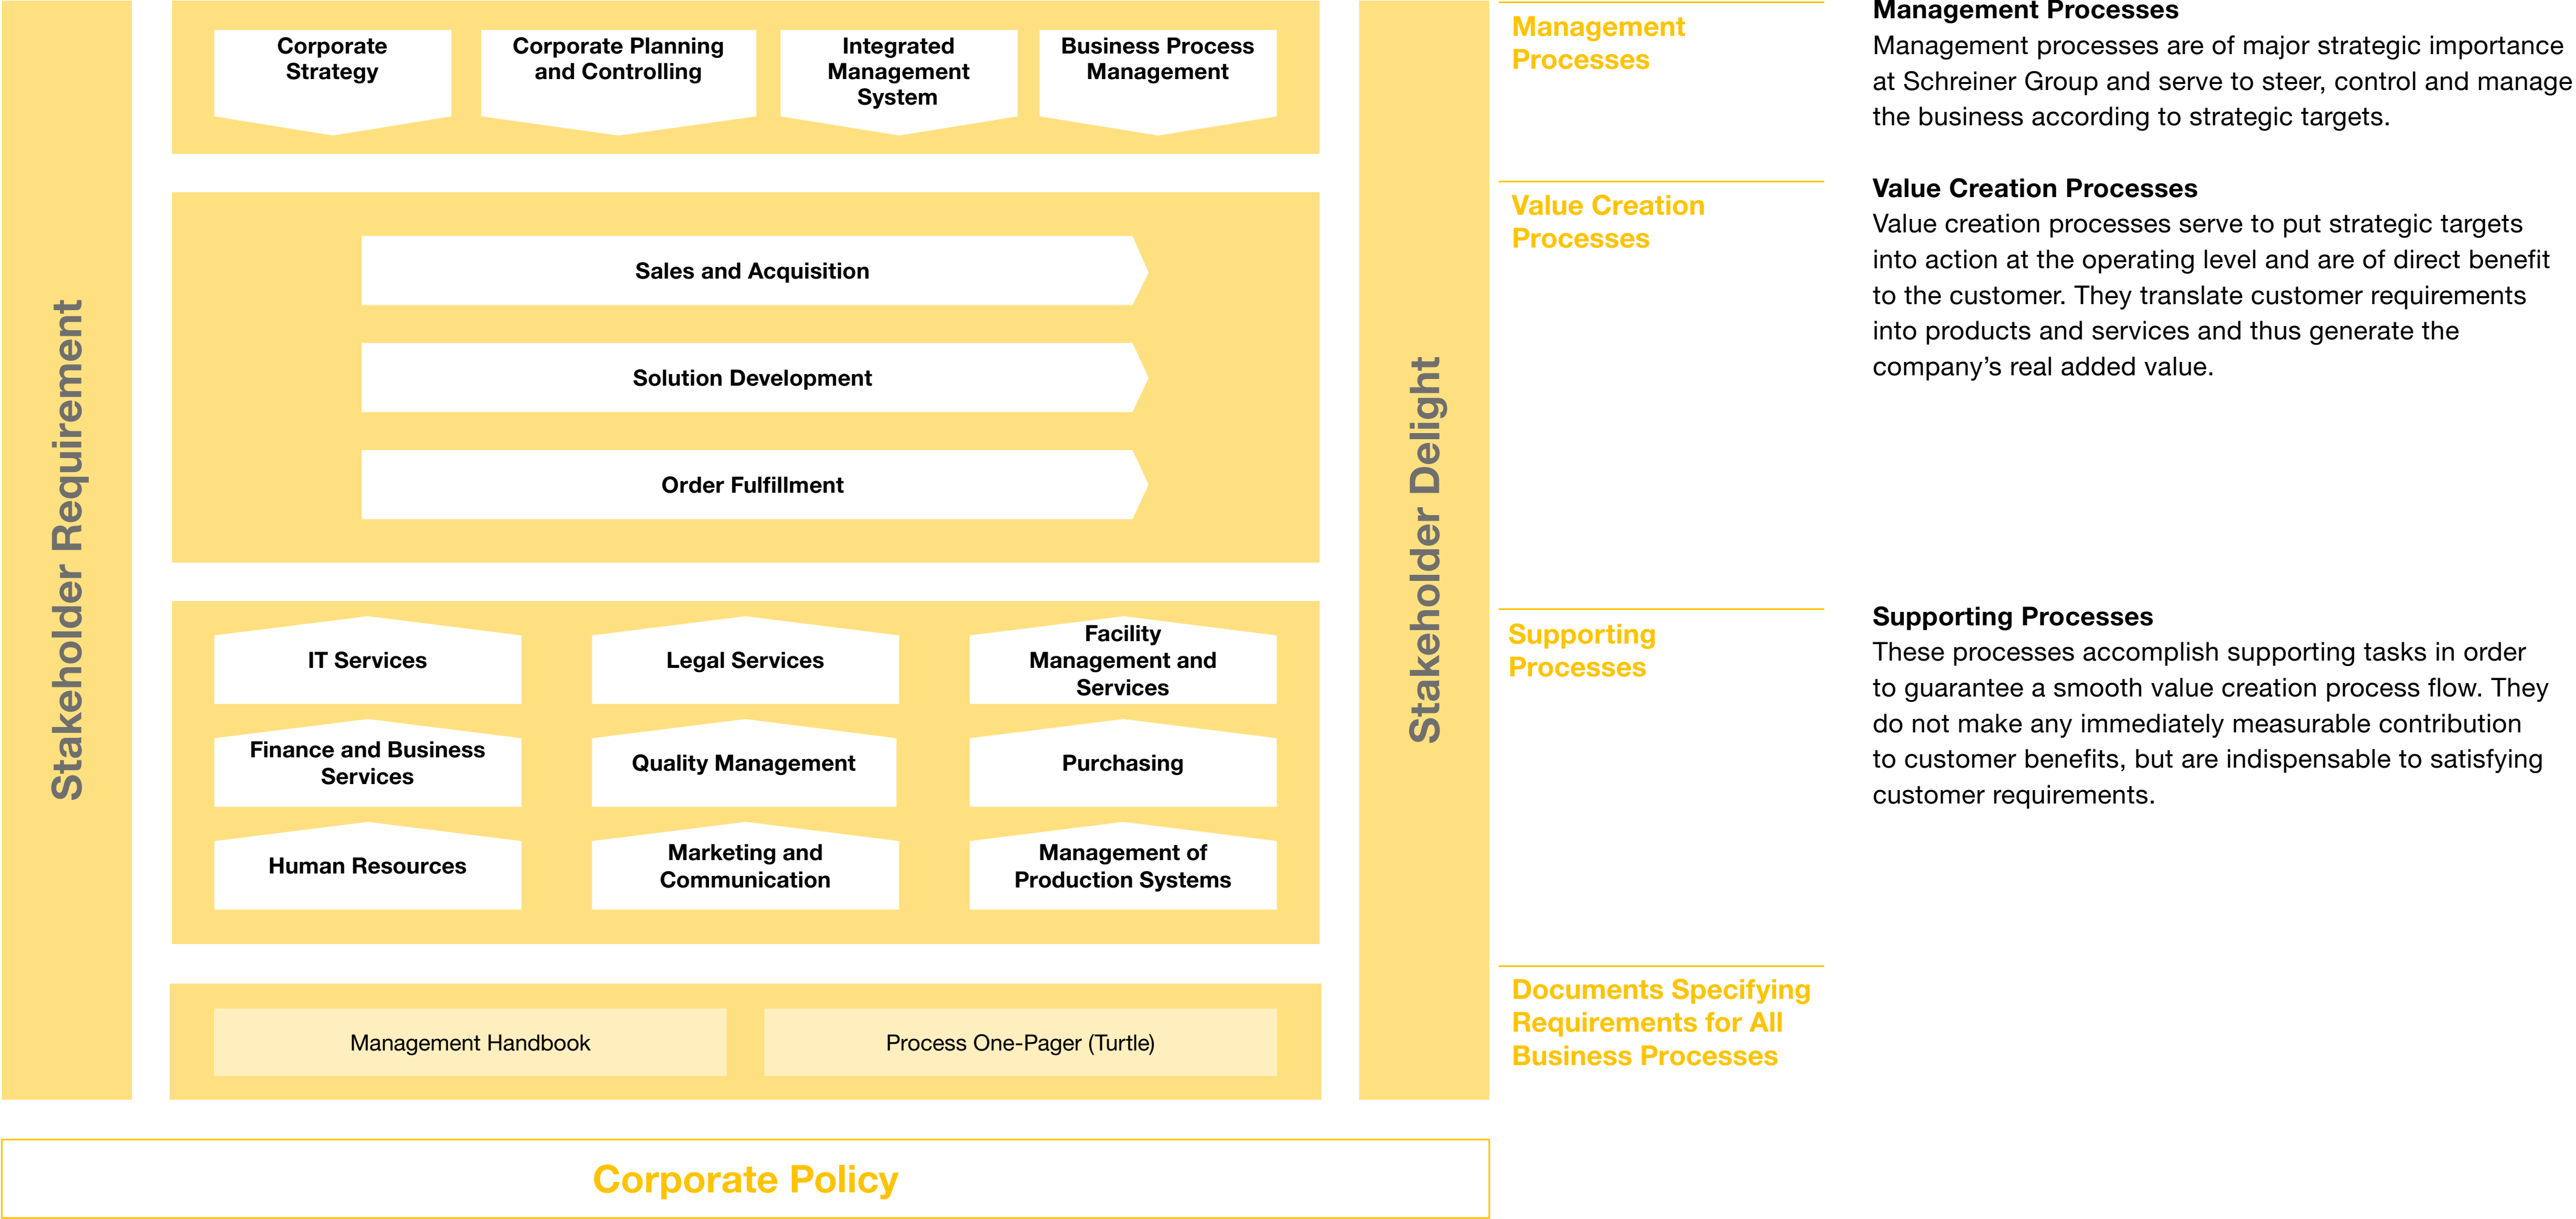 Stakeholder Requirement
Corporate
Strategy
Corporate Planning
and Controlling
Integrated
Management
System
Business Process
Management
Sales and Acquisition
Solution Development
Order Fulfillment
IT Services
Legal Services
Facility
Management and
Services
Finance and Business
Services
Quality Management
Purchasing
Human Resources
Marketing and
Communication
Management of
Production Systems
Management Handbook
Process One-Pager (Turtle)
Stakeholder Delight
Corporate Policy
Management
Processes
Management Processes
Management processes are of major strategic importance
at Schreiner Group and serve to steer, control and manage
the business according to strategic targets.
Value Creation
Processes
Value Creation Processes
Value creation processes serve to put strategic targets
into action at the operating level and are of direct benefit
to the customer. They translate customer requirements
into products and services and thus generate the
company’s real added value.
Supporting
Processes
Supporting Processes
These processes accomplish supporting tasks in order
to guarantee a smooth value creation process flow. They
do not make any immediately measurable contribution
to customer benefits, but are indispensable to satisfying
customer requirements.
Documents Specifying
Requirements for All
Business Processes